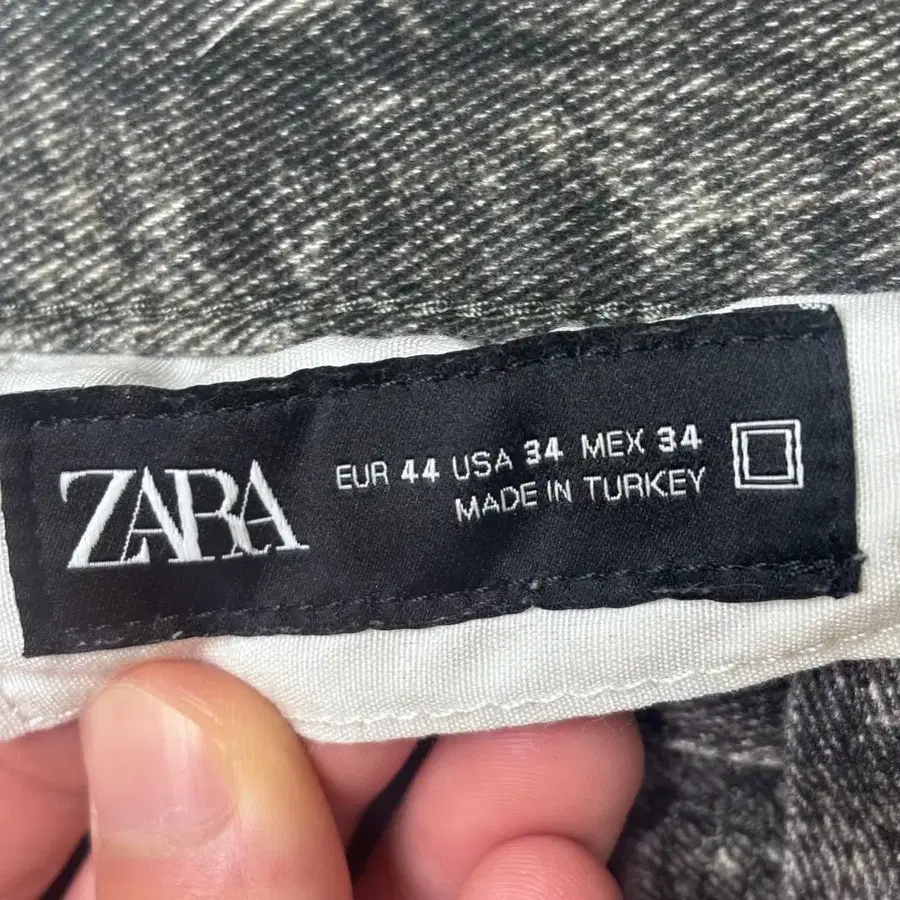 ZARA
EUR 44 USA 34 MEX 34
MADE IN TURKEY